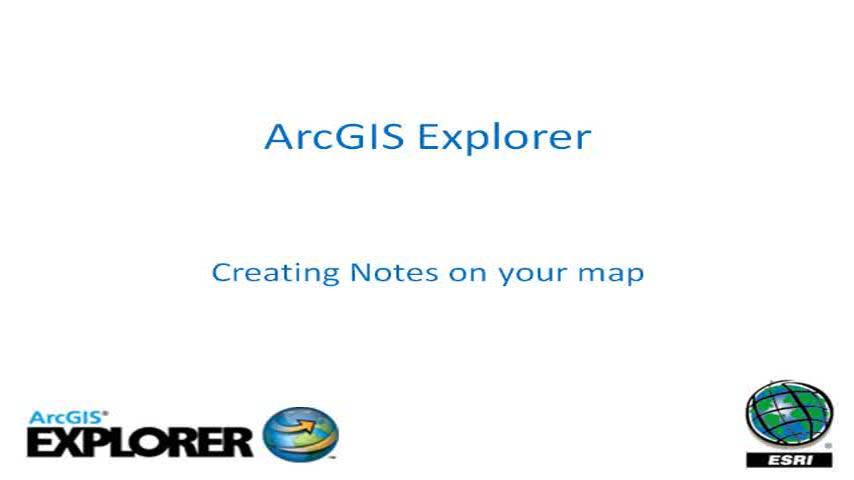 ArcGIS Explorer
Creating Notes on your map
ArcGIS®
EXPLORER
®
ESRI